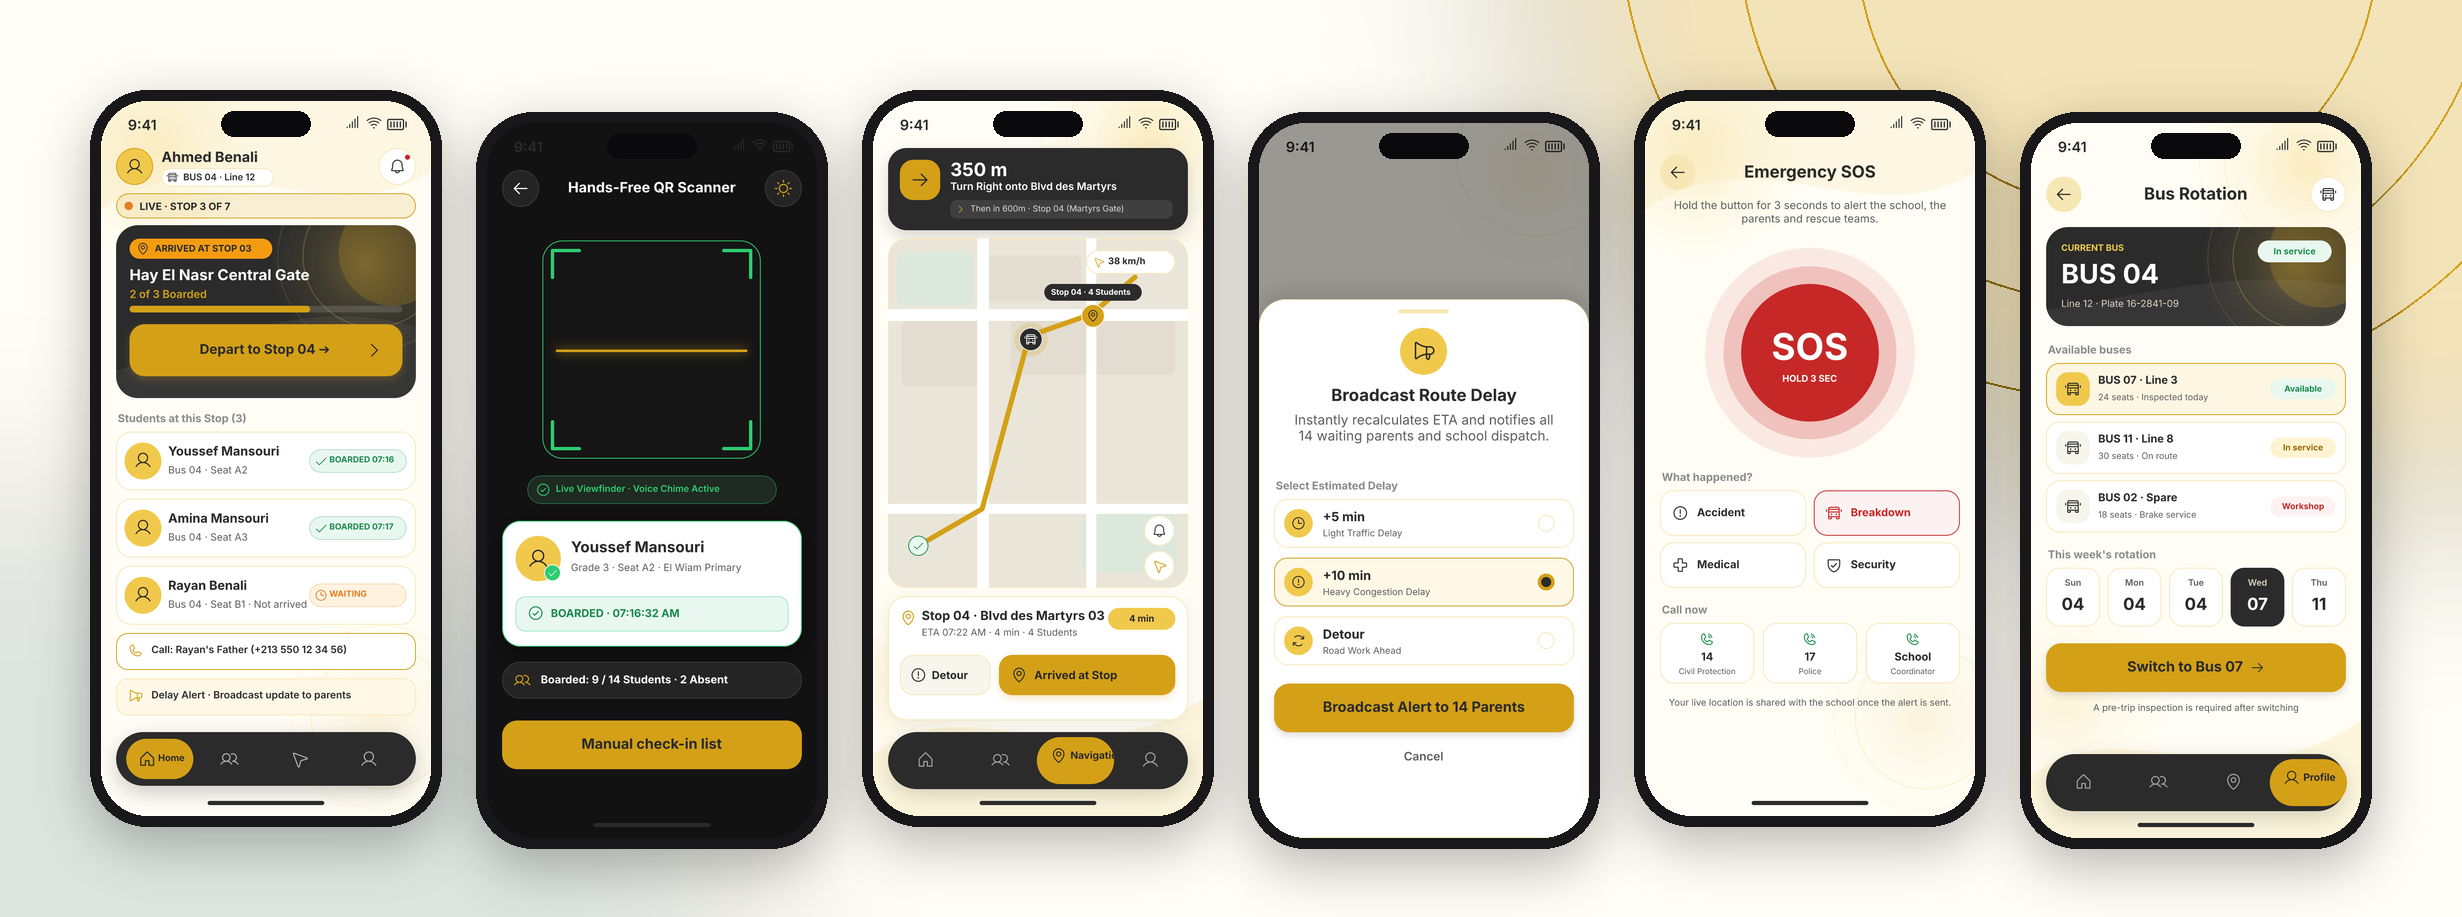 9:41
Ahmed Benali
BUS 04 · Line 12
LIVE · STOP 3 OF 7
ARRIVED AT STOP 03
Hay El Nasr Central Gate
2 of 3 Boarded
Depart to Stop 04 →
Students at this Stop (3)
Youssef Mansouri
Bus 04 · Seat A2
BOARDED 07:16
Amina Mansouri
Bus 04 · Seat A3
BOARDED 07:17
Rayan Benali
Bus 04 · Seat B1 · Not arrived
WAITING
Call: Rayan's Father (+213 550 12 34 56)
Delay Alert · Broadcast update to parents
Home
9:41
Hands-Free QR Scanner
Live Viewfinder · Voice Chime Active
Youssef Mansouri
Grade 3 · Seat A2 · El Wiam Primary
BOARDED · 07:16:32 AM
Boarded: 9 / 14 Students · 2 Absent
Manual check-in list
9:41
350 m
Turn Right onto Blvd des Martyrs
Then in 600m · Stop 04 (Martyrs Gate)
38 km/h
Stop 04 · 4 Students
Stop 04 · Blvd des Martyrs 03
4 min
ETA 07:22 AM · 4 min · 4 Students
Detour
Arrived at Stop
Navigatic
9:41
Broadcast Route Delay
Instantly recalculates ETA and notifies all
14 waiting parents and school dispatch.
Select Estimated Delay
+5 min
Light Traffic Delay
+10 min
Heavy Congestion Delay
Detour
Road Work Ahead
Broadcast Alert to 14 Parents
Cancel
9:41
Emergency SOS
Hold the button for 3 seconds to alert the school, the
parents and rescue teams.
SOS
HOLD 3 SEC
What happened?
Accident
Breakdown
Medical
Security
Call now
14
Civil Protection
17
Police
School
Coordinator
Your live location is shared with the school once the alert is sent.
9:41
Bus Rotation
CURRENT BUS
In service
BUS 04
Line 12 · Plate 16-2841-09
Available buses
BUS 07 · Line 3
24 seats · Inspected today
Available
BUS 11 · Line 8
30 seats · On route
In service
BUS 02 · Spare
18 seats · Brake service
Workshop
This week's rotation
Sun
04
Mon
04
Tue
04
Wed
07
Thu
11
Switch to Bus 07 →
A pre-trip inspection is required after switching
Profile